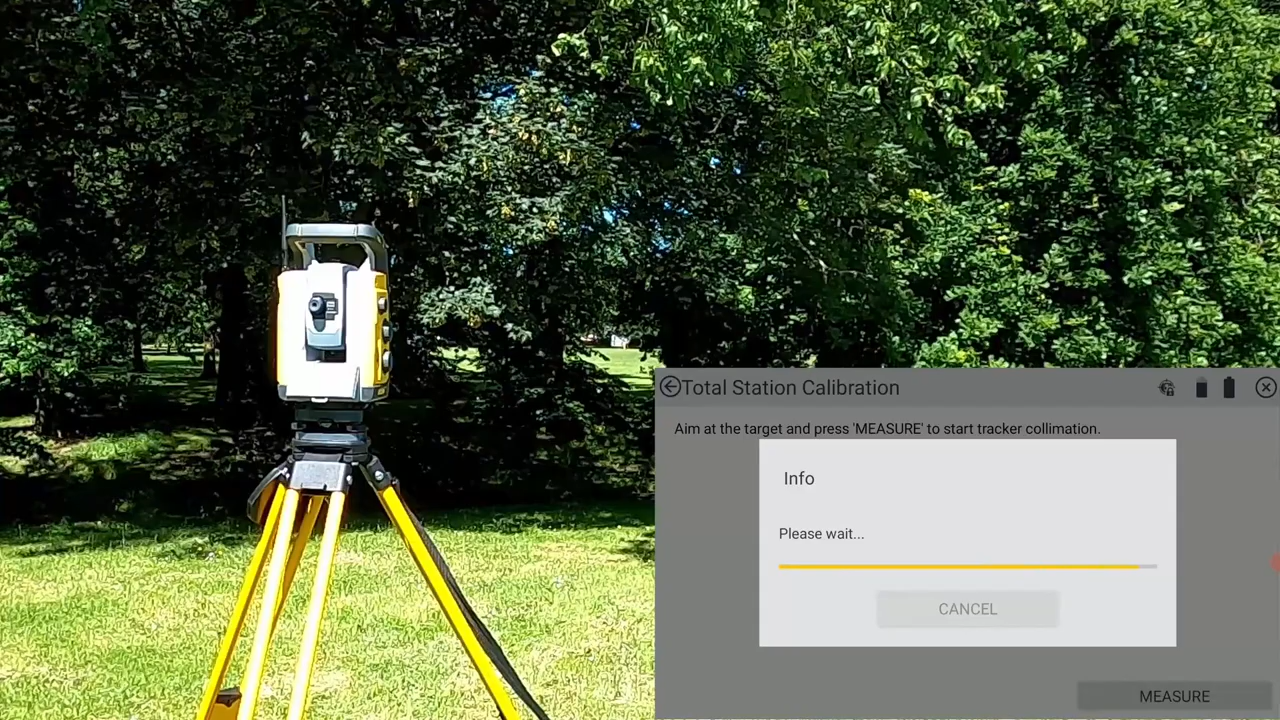 Total Station Calibration
Aim at the target and press 'MEASURE' to start tracker collimation.
Info
Please wait...
CANCEL
MEASURE